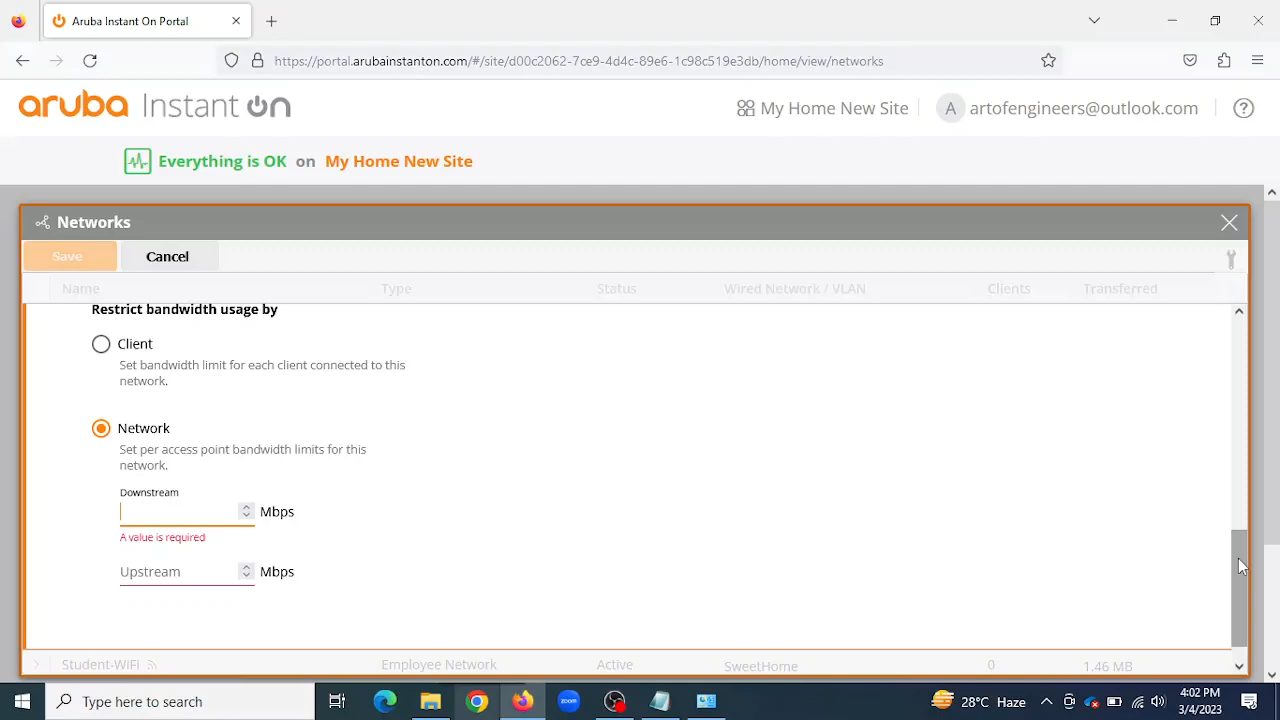 Aruba Instant On Portal
https://portal.arubainstanton.com/#/site/d00c2062-7ce9-4d4c-89e6-1c98c519e3db/home/view/networks
aruba Instant On
My Home New Site
A
artofengineers@outlook.com
?
Everything is OK on My Home New Site
Networks
Save
Cancel
Name
Type
Status
Wired Network / VLAN
Clients
Transferred
Restrict bandwidth usage by
Client
Set bandwidth limit for each client connected to this
network.
Network
Set per access point bandwidth limits for this
network.
Downstream
Mbps
A value is required
Upstream
Mbps
Student-WiFi
Employee Network
Active
SweetHome
0
1.46 MB
Type here to search
zoom
28°C Haze
4:02 PM
3/4/2023